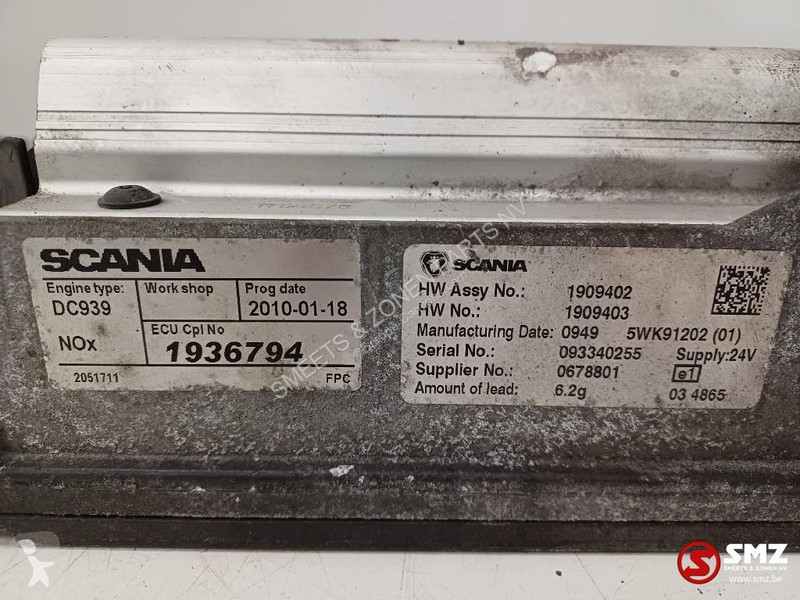 SCANIA
Engine type: Work shop Prog date
DC939 2010-01-18
NOx ECU Cpl No
1936794
2051711 FPC
SCANIA
HW Assy No.: 1909402
HW No.: 1909403
Manufacturing Date: 0949 5WK91202 (01)
Serial No.: 093340255 Supply:24V
Supplier No.: 0678801 e1
Amount of lead: 6.2g 03 4865
SMEETS & ZONEN PARTS NV
SMZ
SMEETS & ZONEN NV
www.smz.be